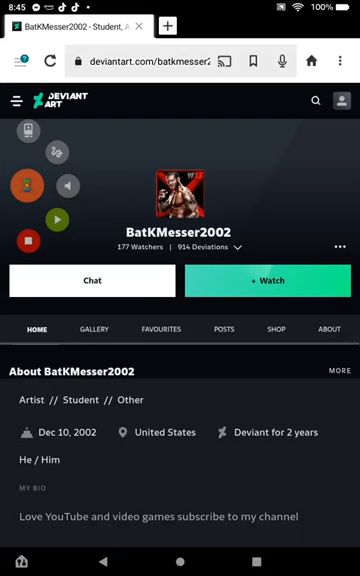 8:45
100%
BatKMesser2002 - Student, A
deviantart.com/batkmesser2
DEVIANT
ART
BatKMesser2002
177 Watchers | 914 Deviations
Chat
+ Watch
HOME
GALLERY
FAVOURITES
POSTS
SHOP
ABOUT
About BatKMesser2002
MORE
Artist // Student // Other
Dec 10, 2002
United States
Deviant for 2 years
He / Him
MY BIO
Love YouTube and video games subscribe to my channel